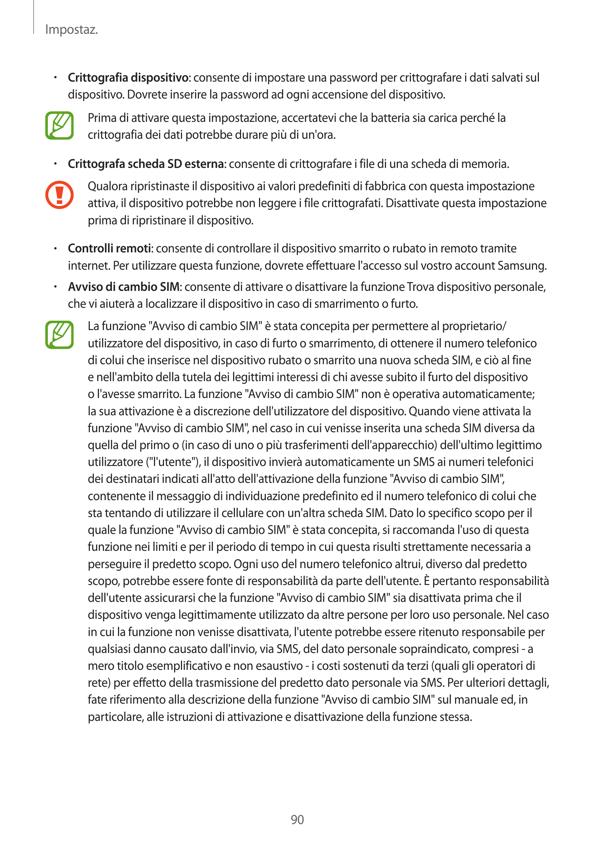 Impostaz.
• Crittografia dispositivo: consente di impostare una password per crittografare i dati salvati sul
dispositivo. Dovrete inserire la password ad ogni accensione del dispositivo.
Prima di attivare questa impostazione, accertatevi che la batteria sia carica perché la
crittografia dei dati potrebbe durare più di un'ora.
• Crittografa scheda SD esterna: consente di crittografare i file di una scheda di memoria.
Qualora ripristinaste il dispositivo ai valori predefiniti di fabbrica con questa impostazione
attiva, il dispositivo potrebbe non leggere i file crittografati. Disattivate questa impostazione
prima di ripristinare il dispositivo.
• Controlli remoti: consente di controllare il dispositivo smarrito o rubato in remoto tramite
internet. Per utilizzare questa funzione, dovrete effettuare l'accesso sul vostro account Samsung.
• Avviso di cambio SIM: consente di attivare o disattivare la funzione Trova dispositivo personale,
che vi aiuterà a localizzare il dispositivo in caso di smarrimento o furto.
La funzione "Avviso di cambio SIM" è stata concepita per permettere al proprietario/
utilizzatore del dispositivo, in caso di furto o smarrimento, di ottenere il numero telefonico
di colui che inserisce nel dispositivo rubato o smarrito una nuova scheda SIM, e ciò al fine
e nell'ambito della tutela dei legittimi interessi di chi avesse subito il furto del dispositivo
o l'avesse smarrito. La funzione "Avviso di cambio SIM" non è operativa automaticamente;
la sua attivazione è a discrezione dell'utilizzatore del dispositivo. Quando viene attivata la
funzione "Avviso di cambio SIM", nel caso in cui venisse inserita una scheda SIM diversa da
quella del primo o (in caso di uno o più trasferimenti dell'apparecchio) dell'ultimo legittimo
utilizzatore ("l'utente"), il dispositivo invierà automaticamente un SMS ai numeri telefonici
dei destinatari indicati all'atto dell'attivazione della funzione "Avviso di cambio SIM",
contenente il messaggio di individuazione predefinito ed il numero telefonico di colui che
sta tentando di utilizzare il cellulare con un'altra scheda SIM. Dato lo specifico scopo per il
quale la funzione "Avviso di cambio SIM" è stata concepita, si raccomanda l'uso di questa
funzione nei limiti e per il periodo di tempo in cui questa risulti strettamente necessaria a
perseguire il predetto scopo. Ogni uso del numero telefonico altrui, diverso dal predetto
scopo, potrebbe essere fonte di responsabilità da parte dell'utente. È pertanto responsabilità
dell'utente assicurarsi che la funzione "Avviso di cambio SIM" sia disattivata prima che il
dispositivo venga legittimamente utilizzato da altre persone per loro uso personale. Nel caso
in cui la funzione non venisse disattivata, l'utente potrebbe essere ritenuto responsabile per
qualsiasi danno causato dall'invio, via SMS, del dato personale sopraindicato, compresi - a
mero titolo esemplificativo e non esaustivo - i costi sostenuti da terzi (quali gli operatori di
rete) per effetto della trasmissione del predetto dato personale via SMS. Per ulteriori dettagli,
fate riferimento alla descrizione della funzione "Avviso di cambio SIM" sul manuale ed, in
particolare, alle istruzioni di attivazione e disattivazione della funzione stessa.
90